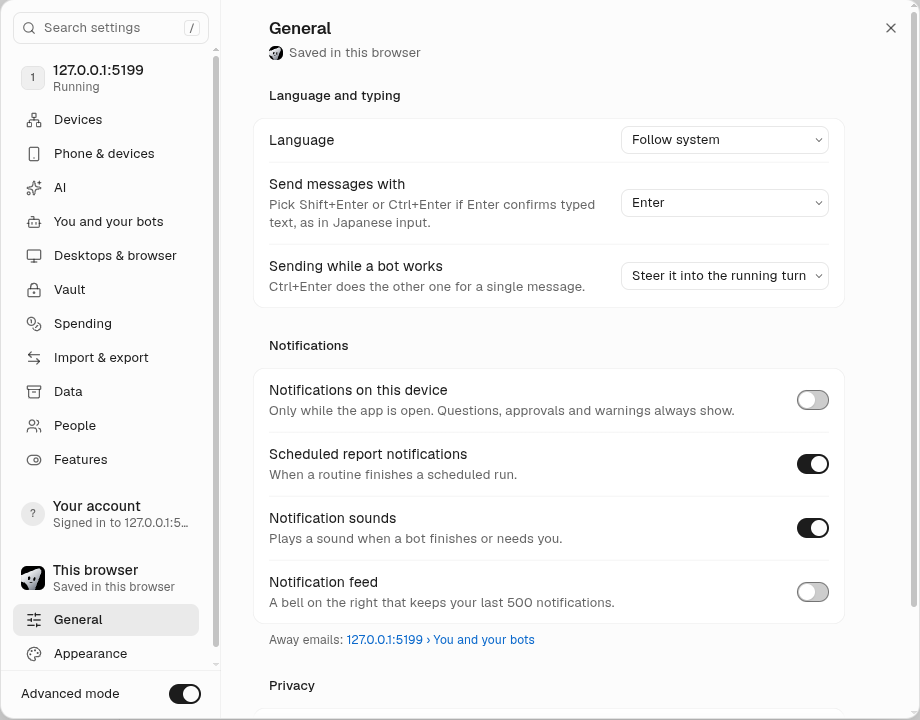 Search settings /
1
127.0.0.1:5199
Running
Devices
Phone & devices
AI
You and your bots
Desktops & browser
Vault
Spending
Import & export
Data
People
Features
?
Your account
Signed in to 127.0.0.1:5...
This browser
Saved in this browser
General
Appearance
Advanced mode
General
Saved in this browser
Language and typing
Language
Follow system
Send messages with
Pick Shift+Enter or Ctrl+Enter if Enter confirms typed
text, as in Japanese input.
Enter
Sending while a bot works
Ctrl+Enter does the other one for a single message.
Steer it into the running turn
Notifications
Notifications on this device
Only while the app is open. Questions, approvals and warnings always show.
Scheduled report notifications
When a routine finishes a scheduled run.
Notification sounds
Plays a sound when a bot finishes or needs you.
Notification feed
A bell on the right that keeps your last 500 notifications.
Away emails: 127.0.0.1:5199 › You and your bots
Privacy